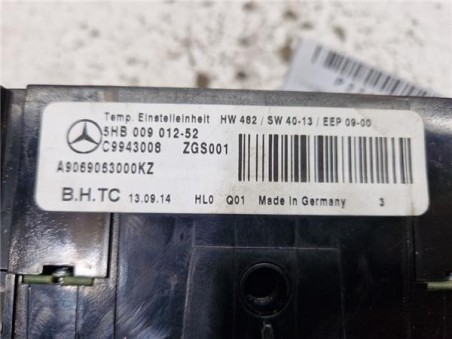 Temp. Einstelleinheit HW 462 / SW 40-13 / EEP 09-00
5HB 009 012-52
C9943008 ZGS001
A9069063000KZ
B.H.TC 13.09.14 HL0 Q01 Made in Germany 3